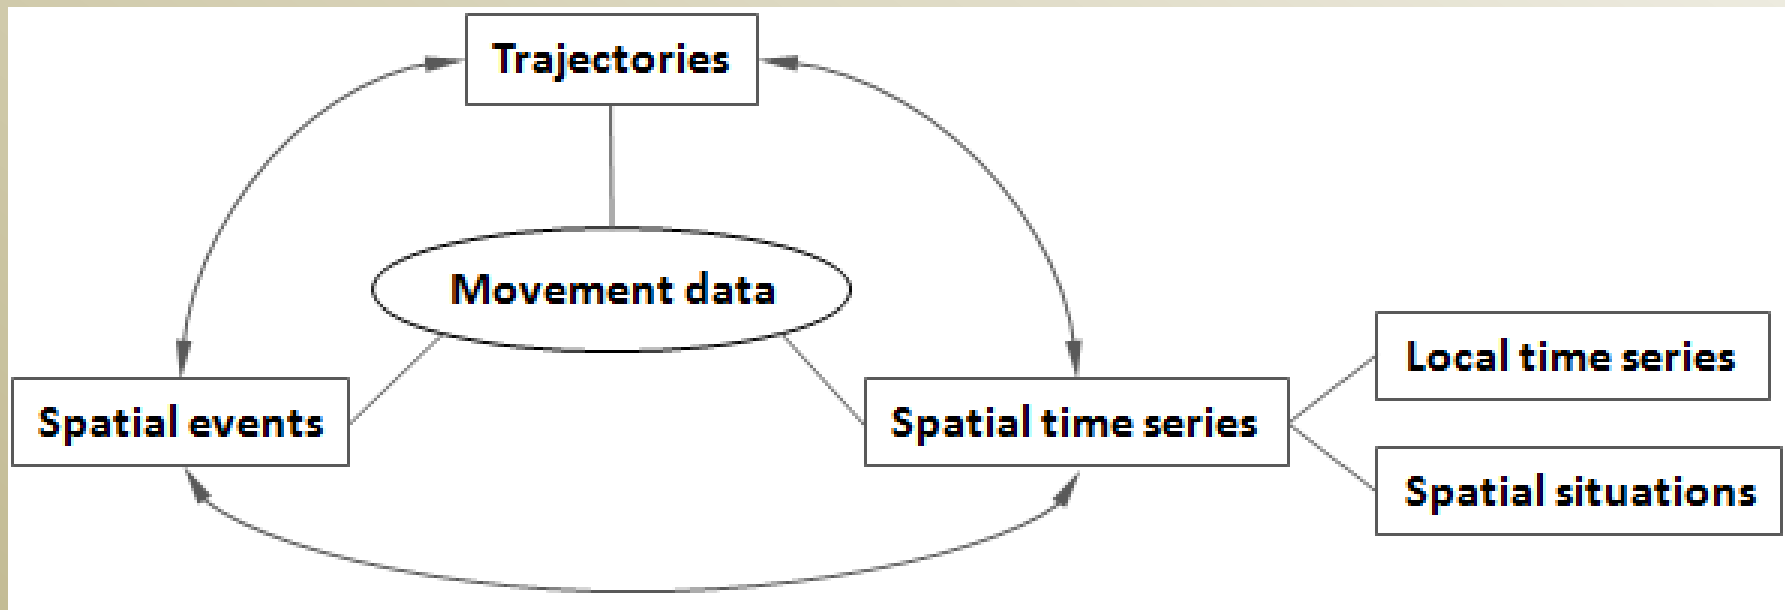 Trajectories
Movement data
Local time series
Spatial events
Spatial time series
Spatial situations